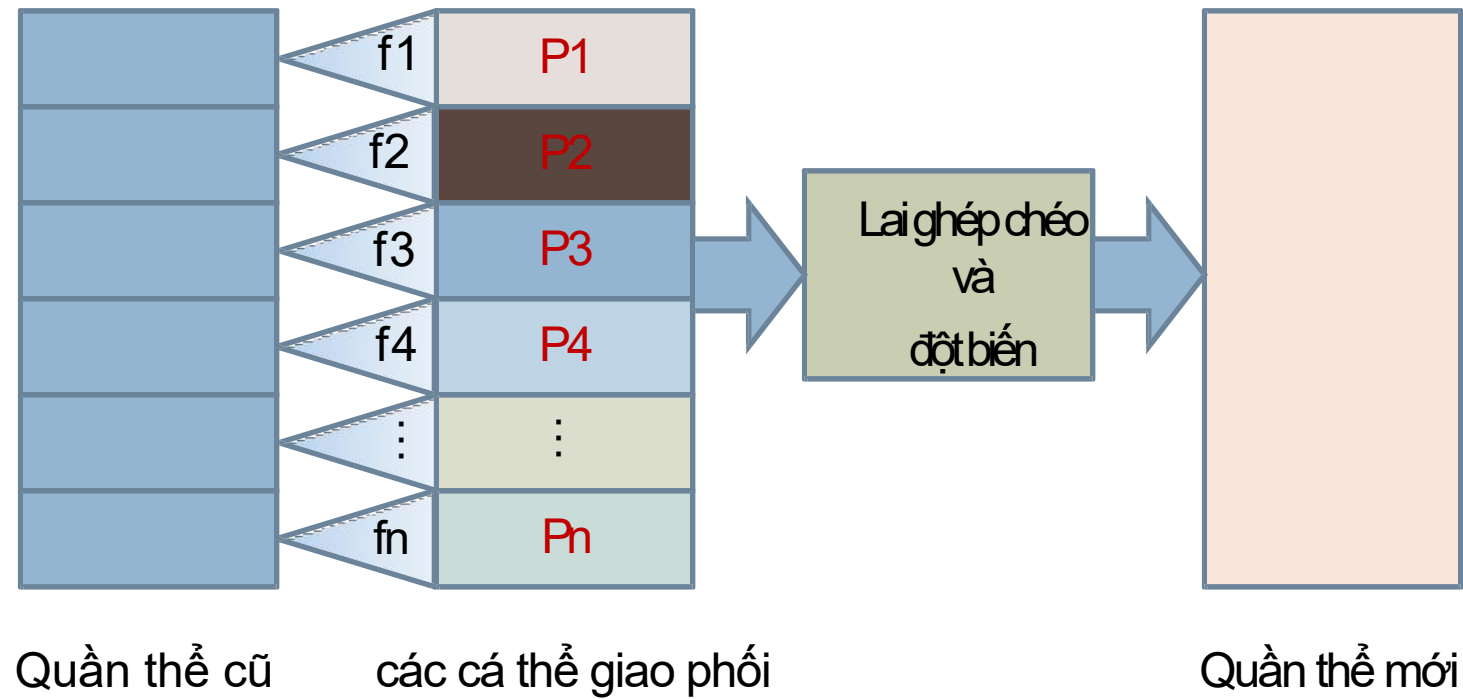 f1 P1
f2 P2
f3 P3
f4 P4
⋮ ⋮
fn Pn
Lai ghép chéo
và
đột biến
Quần thể cũ
các cá thể giao phối
Quần thể mới